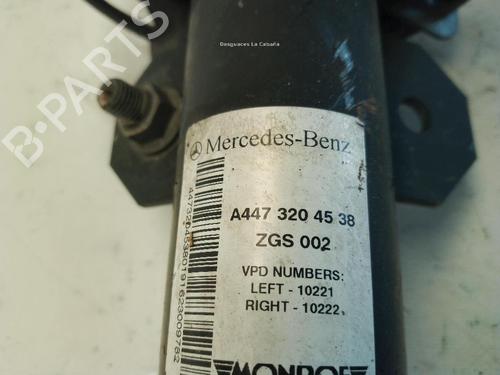 Desguaces La Cabaña
B-PARTS
Mercedes-Benz
A447 320 45 38
ZGS 002
VPD NUMBERS:
LEFT - 10221
RIGHT - 10222
MONROE